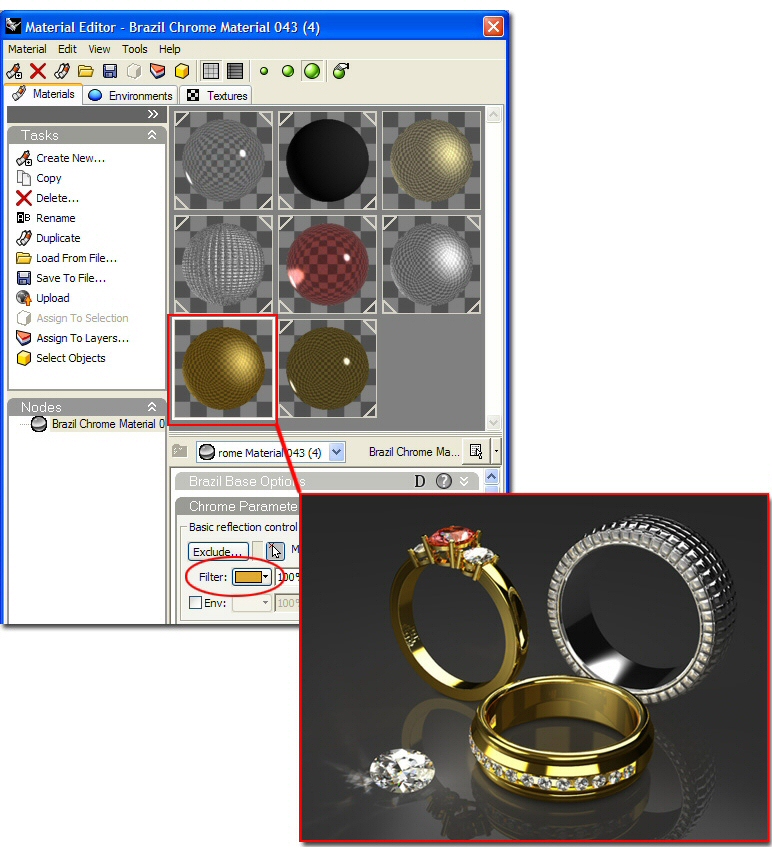 Material Editor - Brazil Chrome Material 043 (4)
Material Edit View Tools Help
Materials Environments Textures
Tasks
Create New...
Copy
Delete...
Rename
Duplicate
Load From File...
Save To File...
Upload
Assign To Selection
Assign To Layers...
Select Objects
Nodes
Brazil Chrome Material 0
rome Material 043 (4)
Brazil Chrome Ma...
Brazil Base Options
D ?
Chrome Paramete
Basic reflection control
Exclude... M
Filter: 100%
Env: 100%